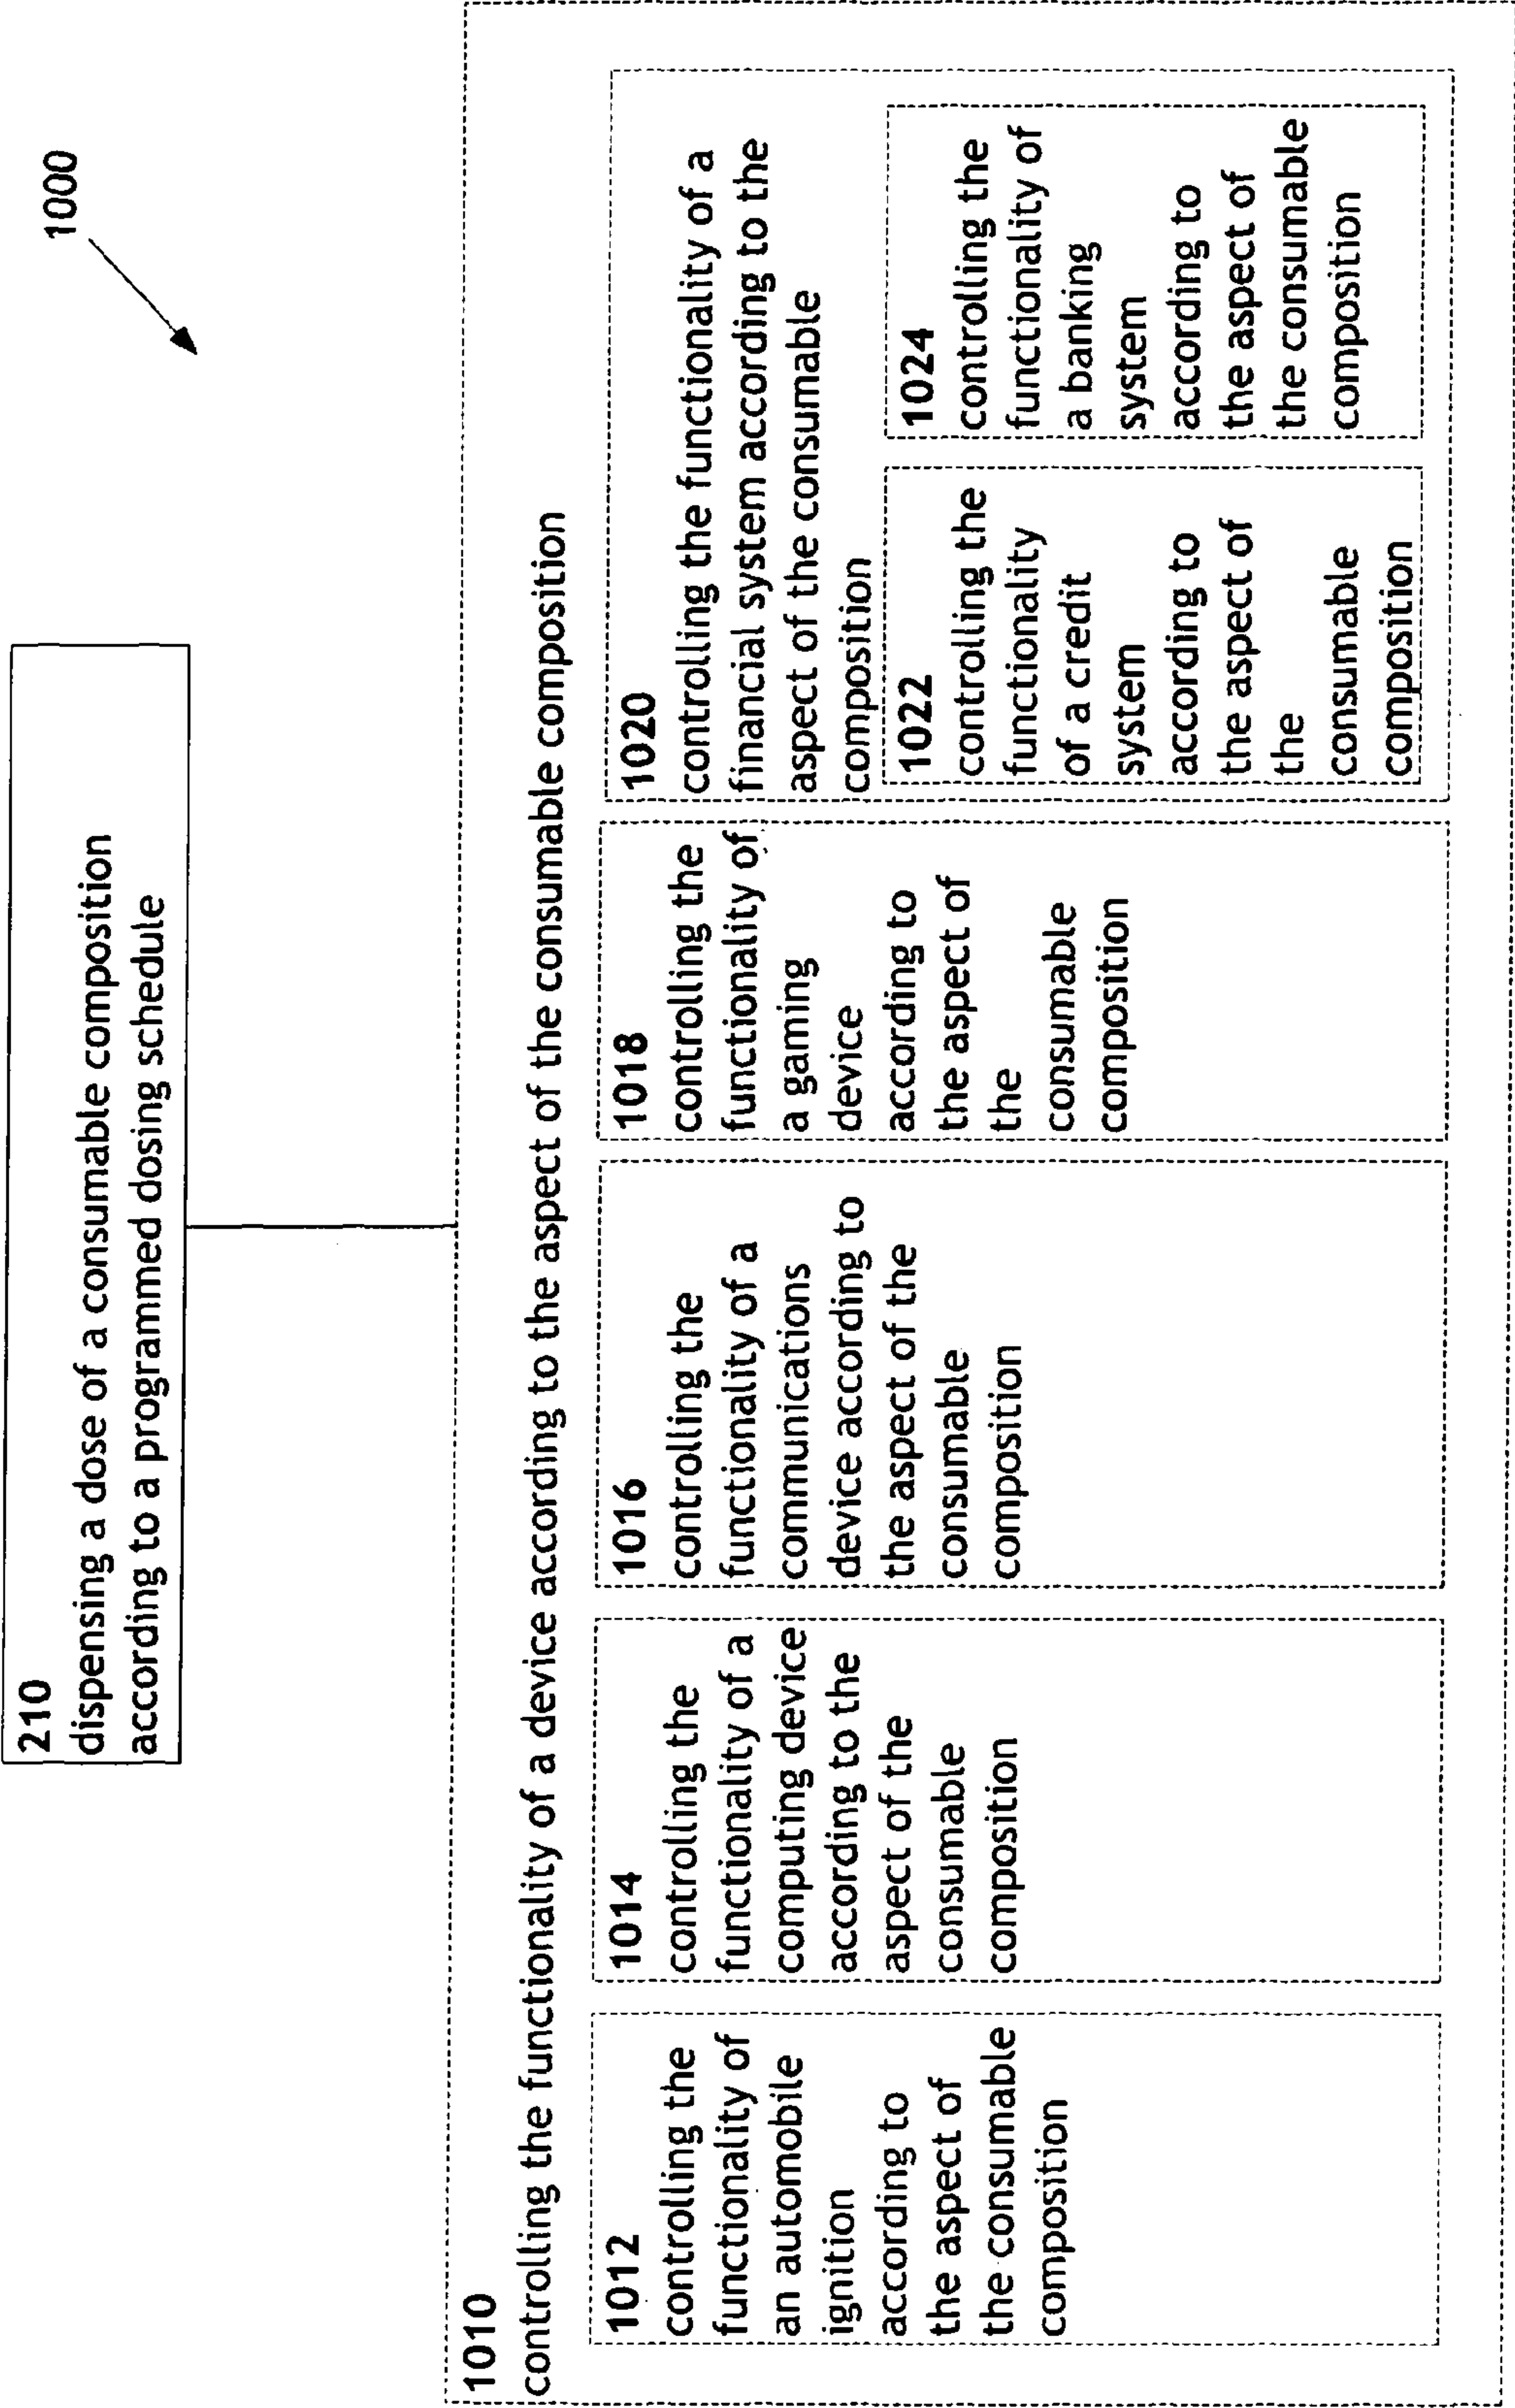 1000
210
dispensing a dose of a consumable composition
according to a programmed dosing schedule
1010
controlling the functionality of a device according to the aspect of the consumable composition
1012
controlling the
functionality of
an automobile
ignition
according to
the aspect of
the consumable
composition
1014
controlling the
functionality of a
computing device
according to the
aspect of the
consumable
composition
1016
controlling the
functionality of a
communications
device according to
the aspect of the
consumable
composition
1018
controlling the
functionality of
a gaming
device
according to
the aspect of
the
consumable
composition
1020
controlling the functionality of a
financial system according to the
aspect of the consumable
composition
1022
controlling the
functionality
of a credit
system
according to
the aspect of
the
consumable
composition
1024
controlling the
functionality of
a banking
system
according to
the aspect of
the consumable
composition